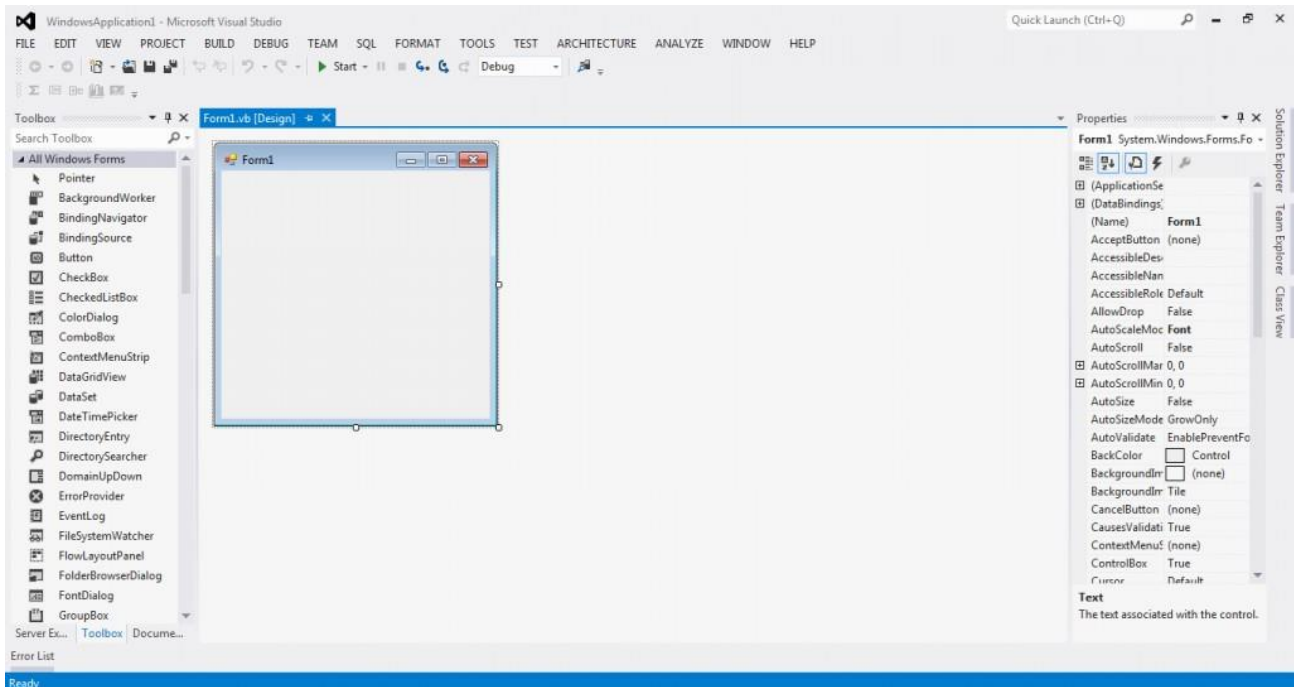 WindowsApplication1 - Microsoft Visual Studio
Quick Launch (Ctrl+Q)
FILE EDIT VIEW PROJECT BUILD DEBUG TEAM SQL FORMAT TOOLS TEST ARCHITECTURE ANALYZE WINDOW HELP
Start Debug
Toolbox
Search Toolbox
All Windows Forms
Pointer
BackgroundWorker
BindingNavigator
BindingSource
Button
CheckBox
CheckedListBox
ColorDialog
ComboBox
ContextMenuStrip
DataGridView
DataSet
DateTimePicker
DirectoryEntry
DirectorySearcher
DomainUpDown
ErrorProvider
EventLog
FileSystemWatcher
FlowLayoutPanel
FolderBrowserDialog
FontDialog
GroupBox
Server Ex... Toolbox Docume...
Error List
Ready
Form1.vb [Design]
Form1
Properties
Form1 System.Windows.Forms.Fo
(ApplicationSe
(DataBindings)
(Name) Form1
AcceptButton (none)
AccessibleDes
AccessibleNan
AccessibleRole Default
AllowDrop False
AutoScaleMoc Font
AutoScroll False
AutoScrollMar 0, 0
AutoScrollMin 0, 0
AutoSize False
AutoSizeMode GrowOnly
AutoValidate EnablePreventFo
BackColor Control
BackgroundIm (none)
BackgroundIm Tile
CancelButton (none)
CausesValidati True
ContextMenuS (none)
ControlBox True
Cursor Default
Text
The text associated with the control.
Solution Explorer
Team Explorer
Class View